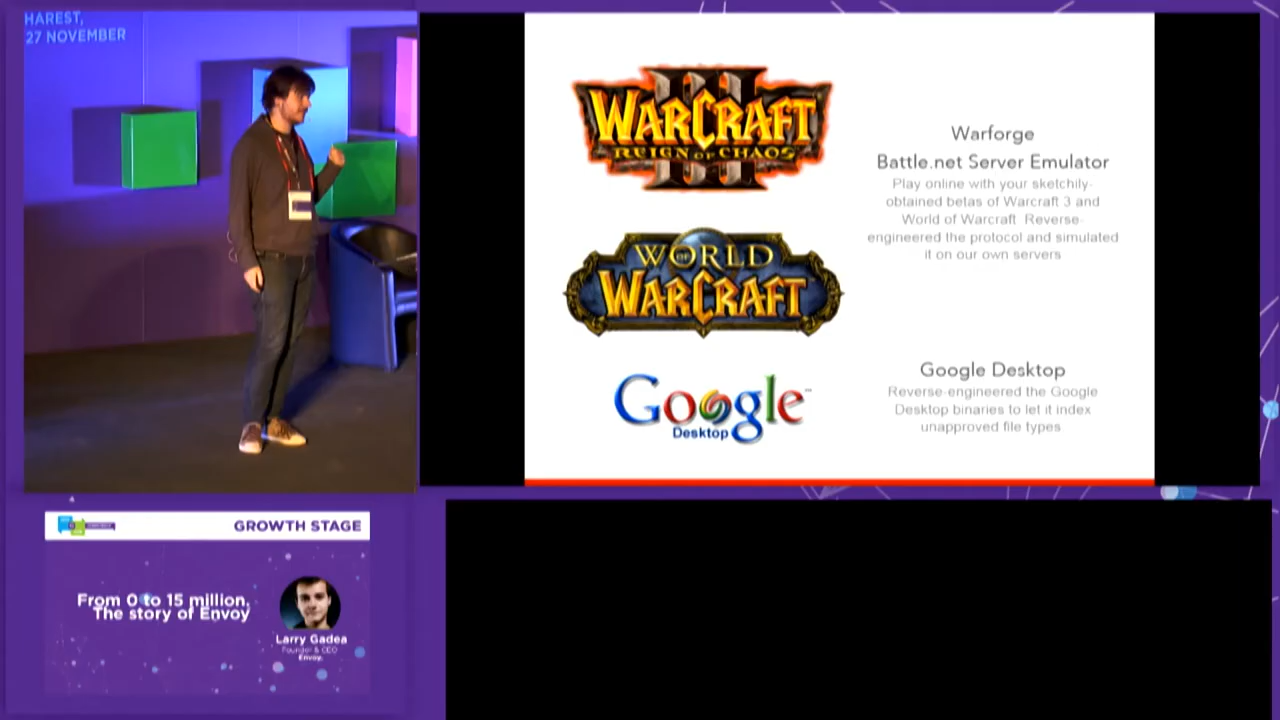 HAREST,
27 NOVEMBER
III
WARCRAFT
REIGN OF CHAOS
WORLD
OF
WARCRAFT
Google™
Desktop
Warforge
Battle.net Server Emulator
Play online with your sketchily-
obtained betas of Warcraft 3 and
World of Warcraft Reverse-
engineered the protocol and simulated
it on our own servers
Google Desktop
Reverse-engineered the Google
Desktop binaries to let it index
unapproved file types
GROWTH STAGE
From 0 to 15 million.
The story of Envoy
Larry Gadea
Founder & CEO
Envoy.